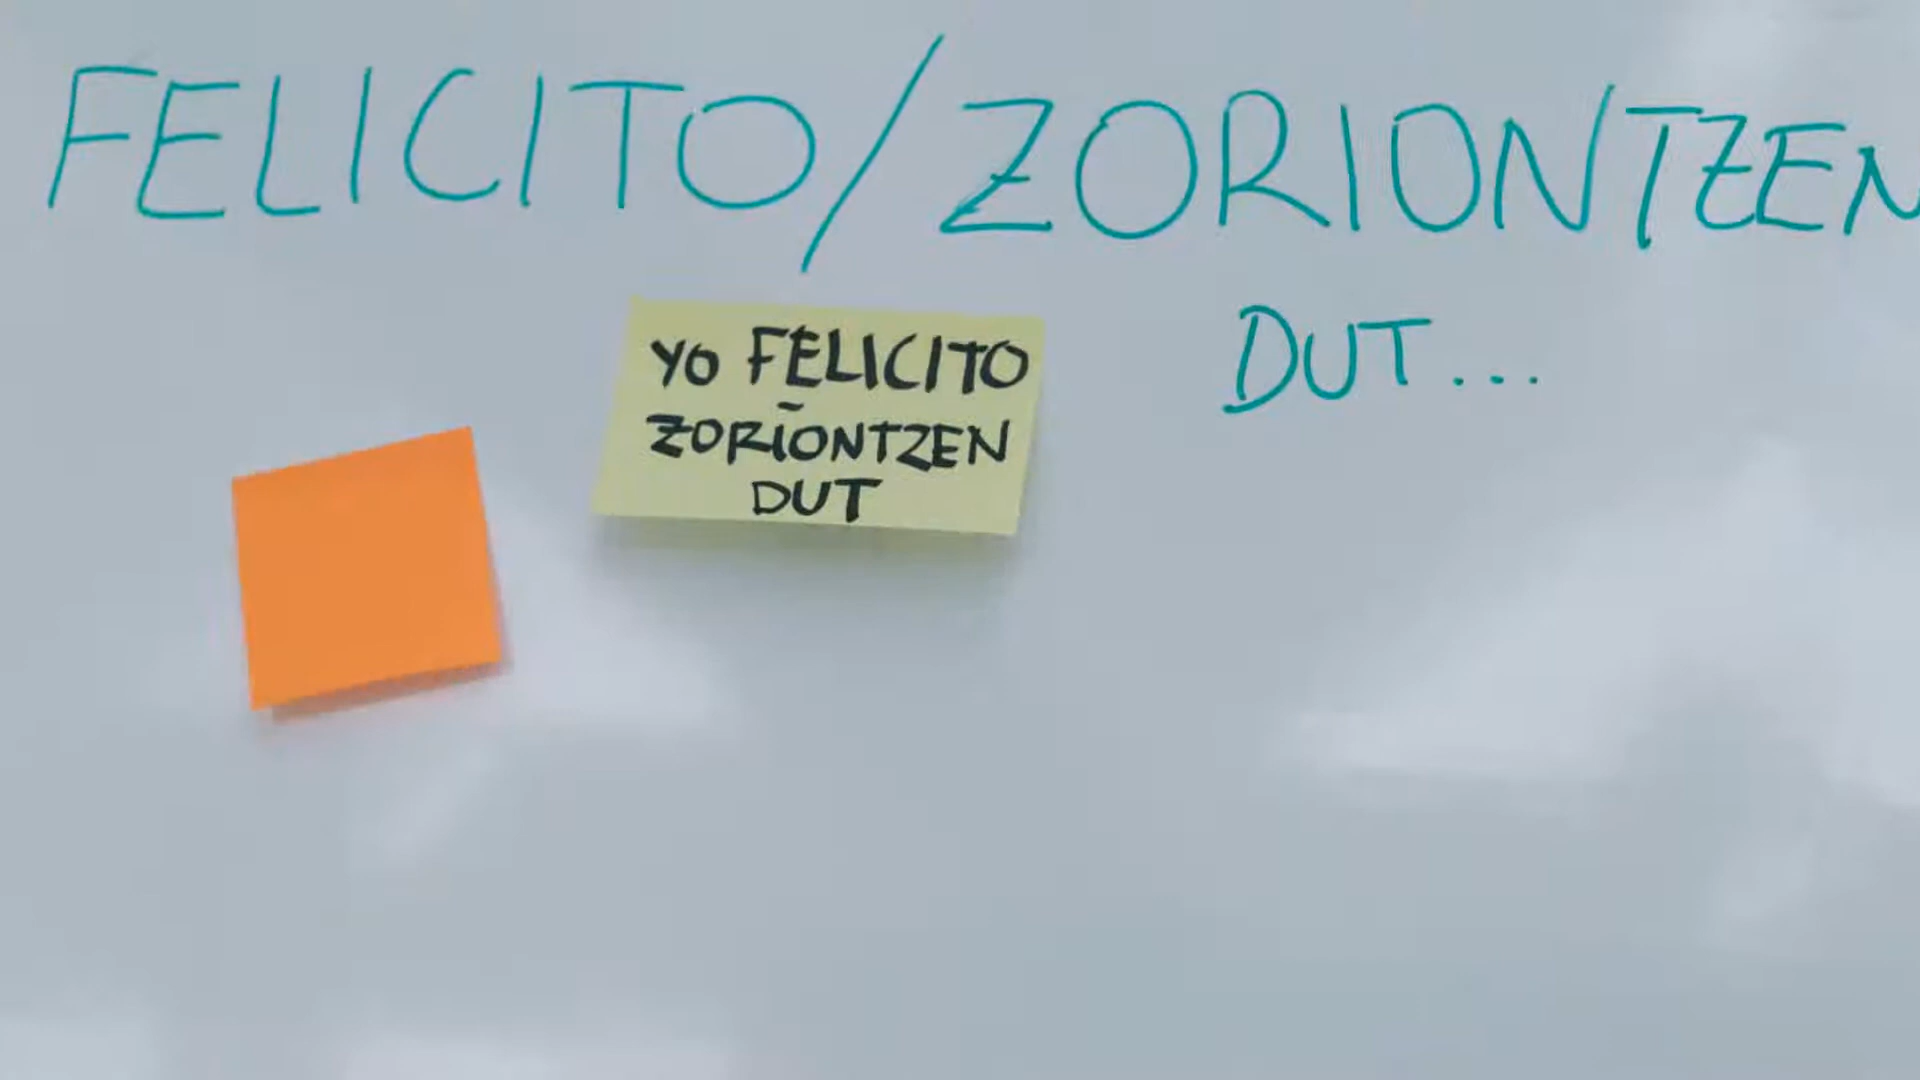 FELICITO/ZORIONTZEN
DUT...
YO FELICITO
-
ZORIONTZEN
DUT